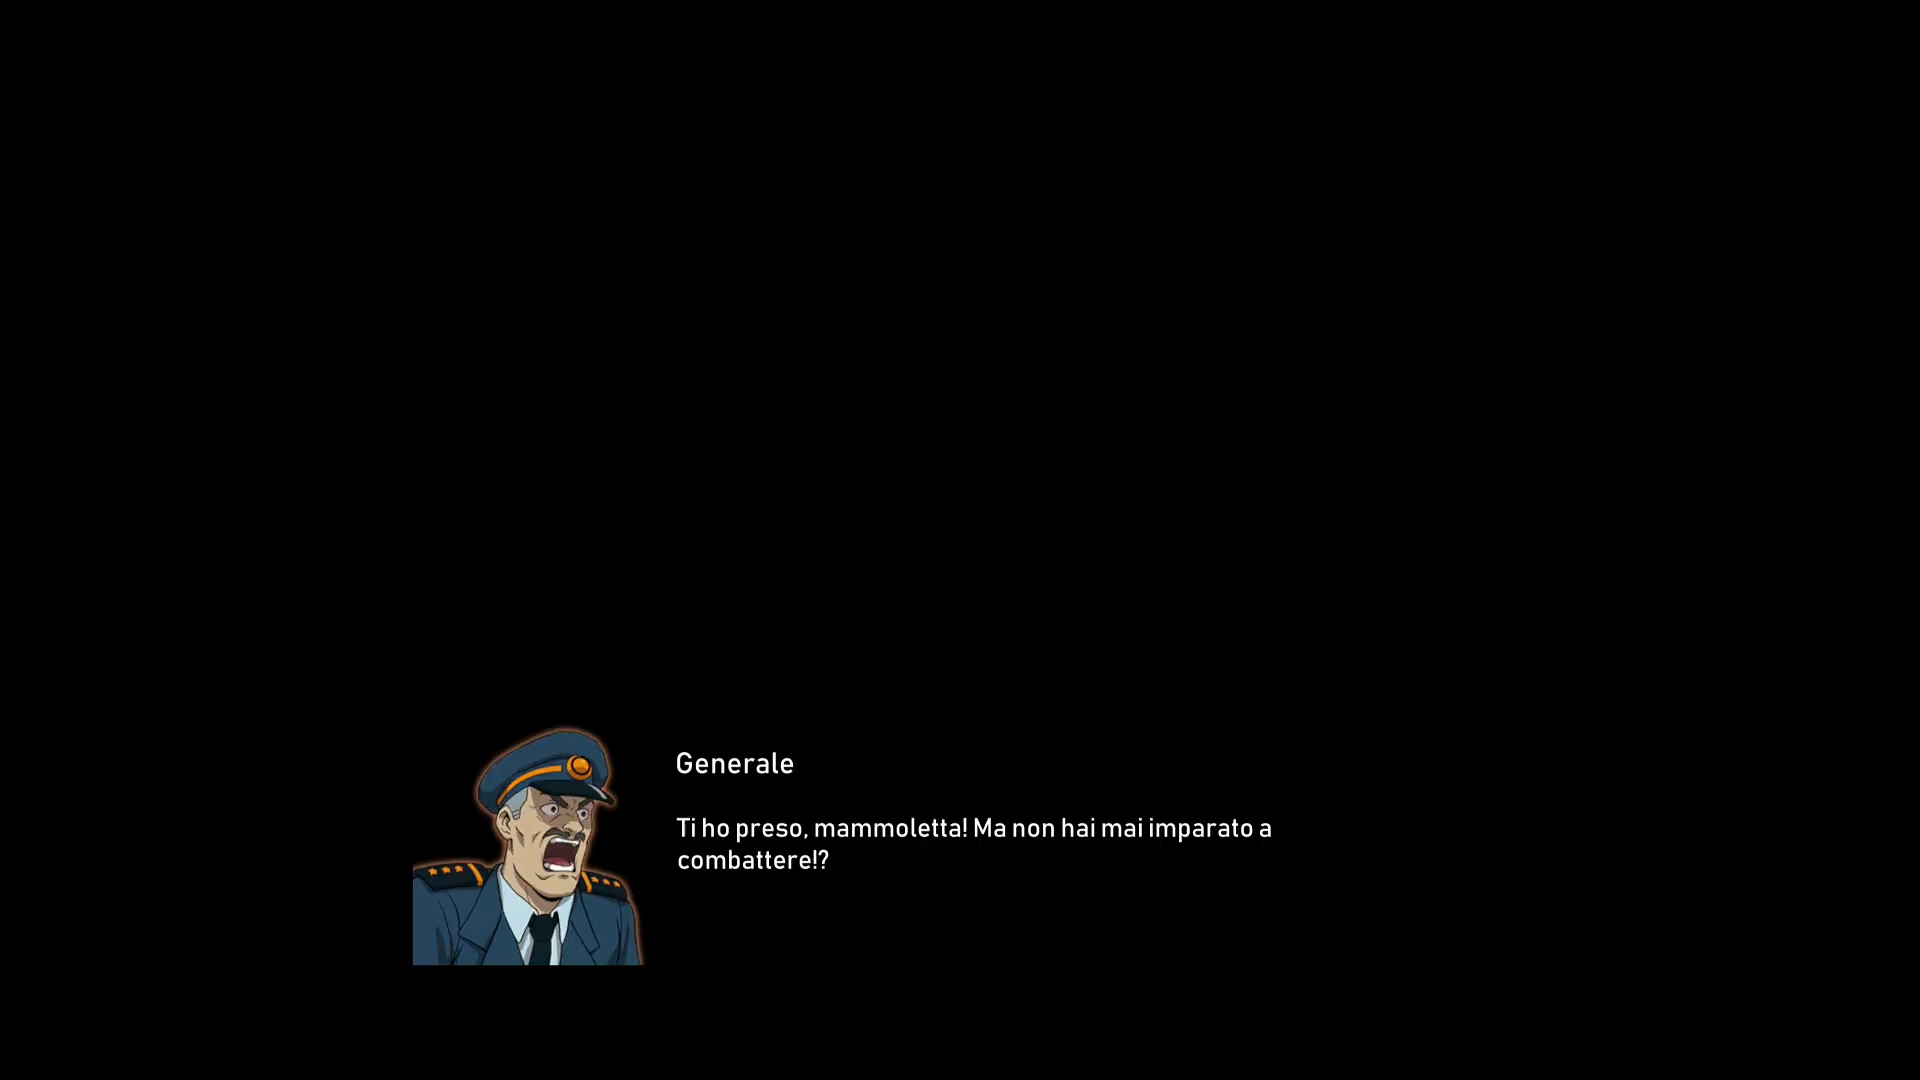 Generale
Ti ho preso, mammoletta! Ma non hai mai imparato a
combattere!?